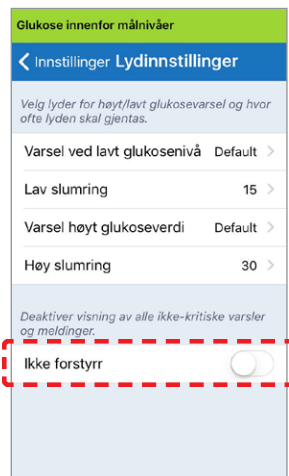 Glukose innenfor målnivåer
Innstillinger Lydinnstillinger
Velg lyder for høyt/lavt glukosevarsel og hvor
ofte lyden skal gjentas.
Varsel ved lavt glukosenivå Default
Lav slumring 15
Varsel høyt glukoseverdi Default
Høy slumring 30
Deaktiver visning av alle ikke-kritiske varsler
og meldinger.
Ikke forstyrr